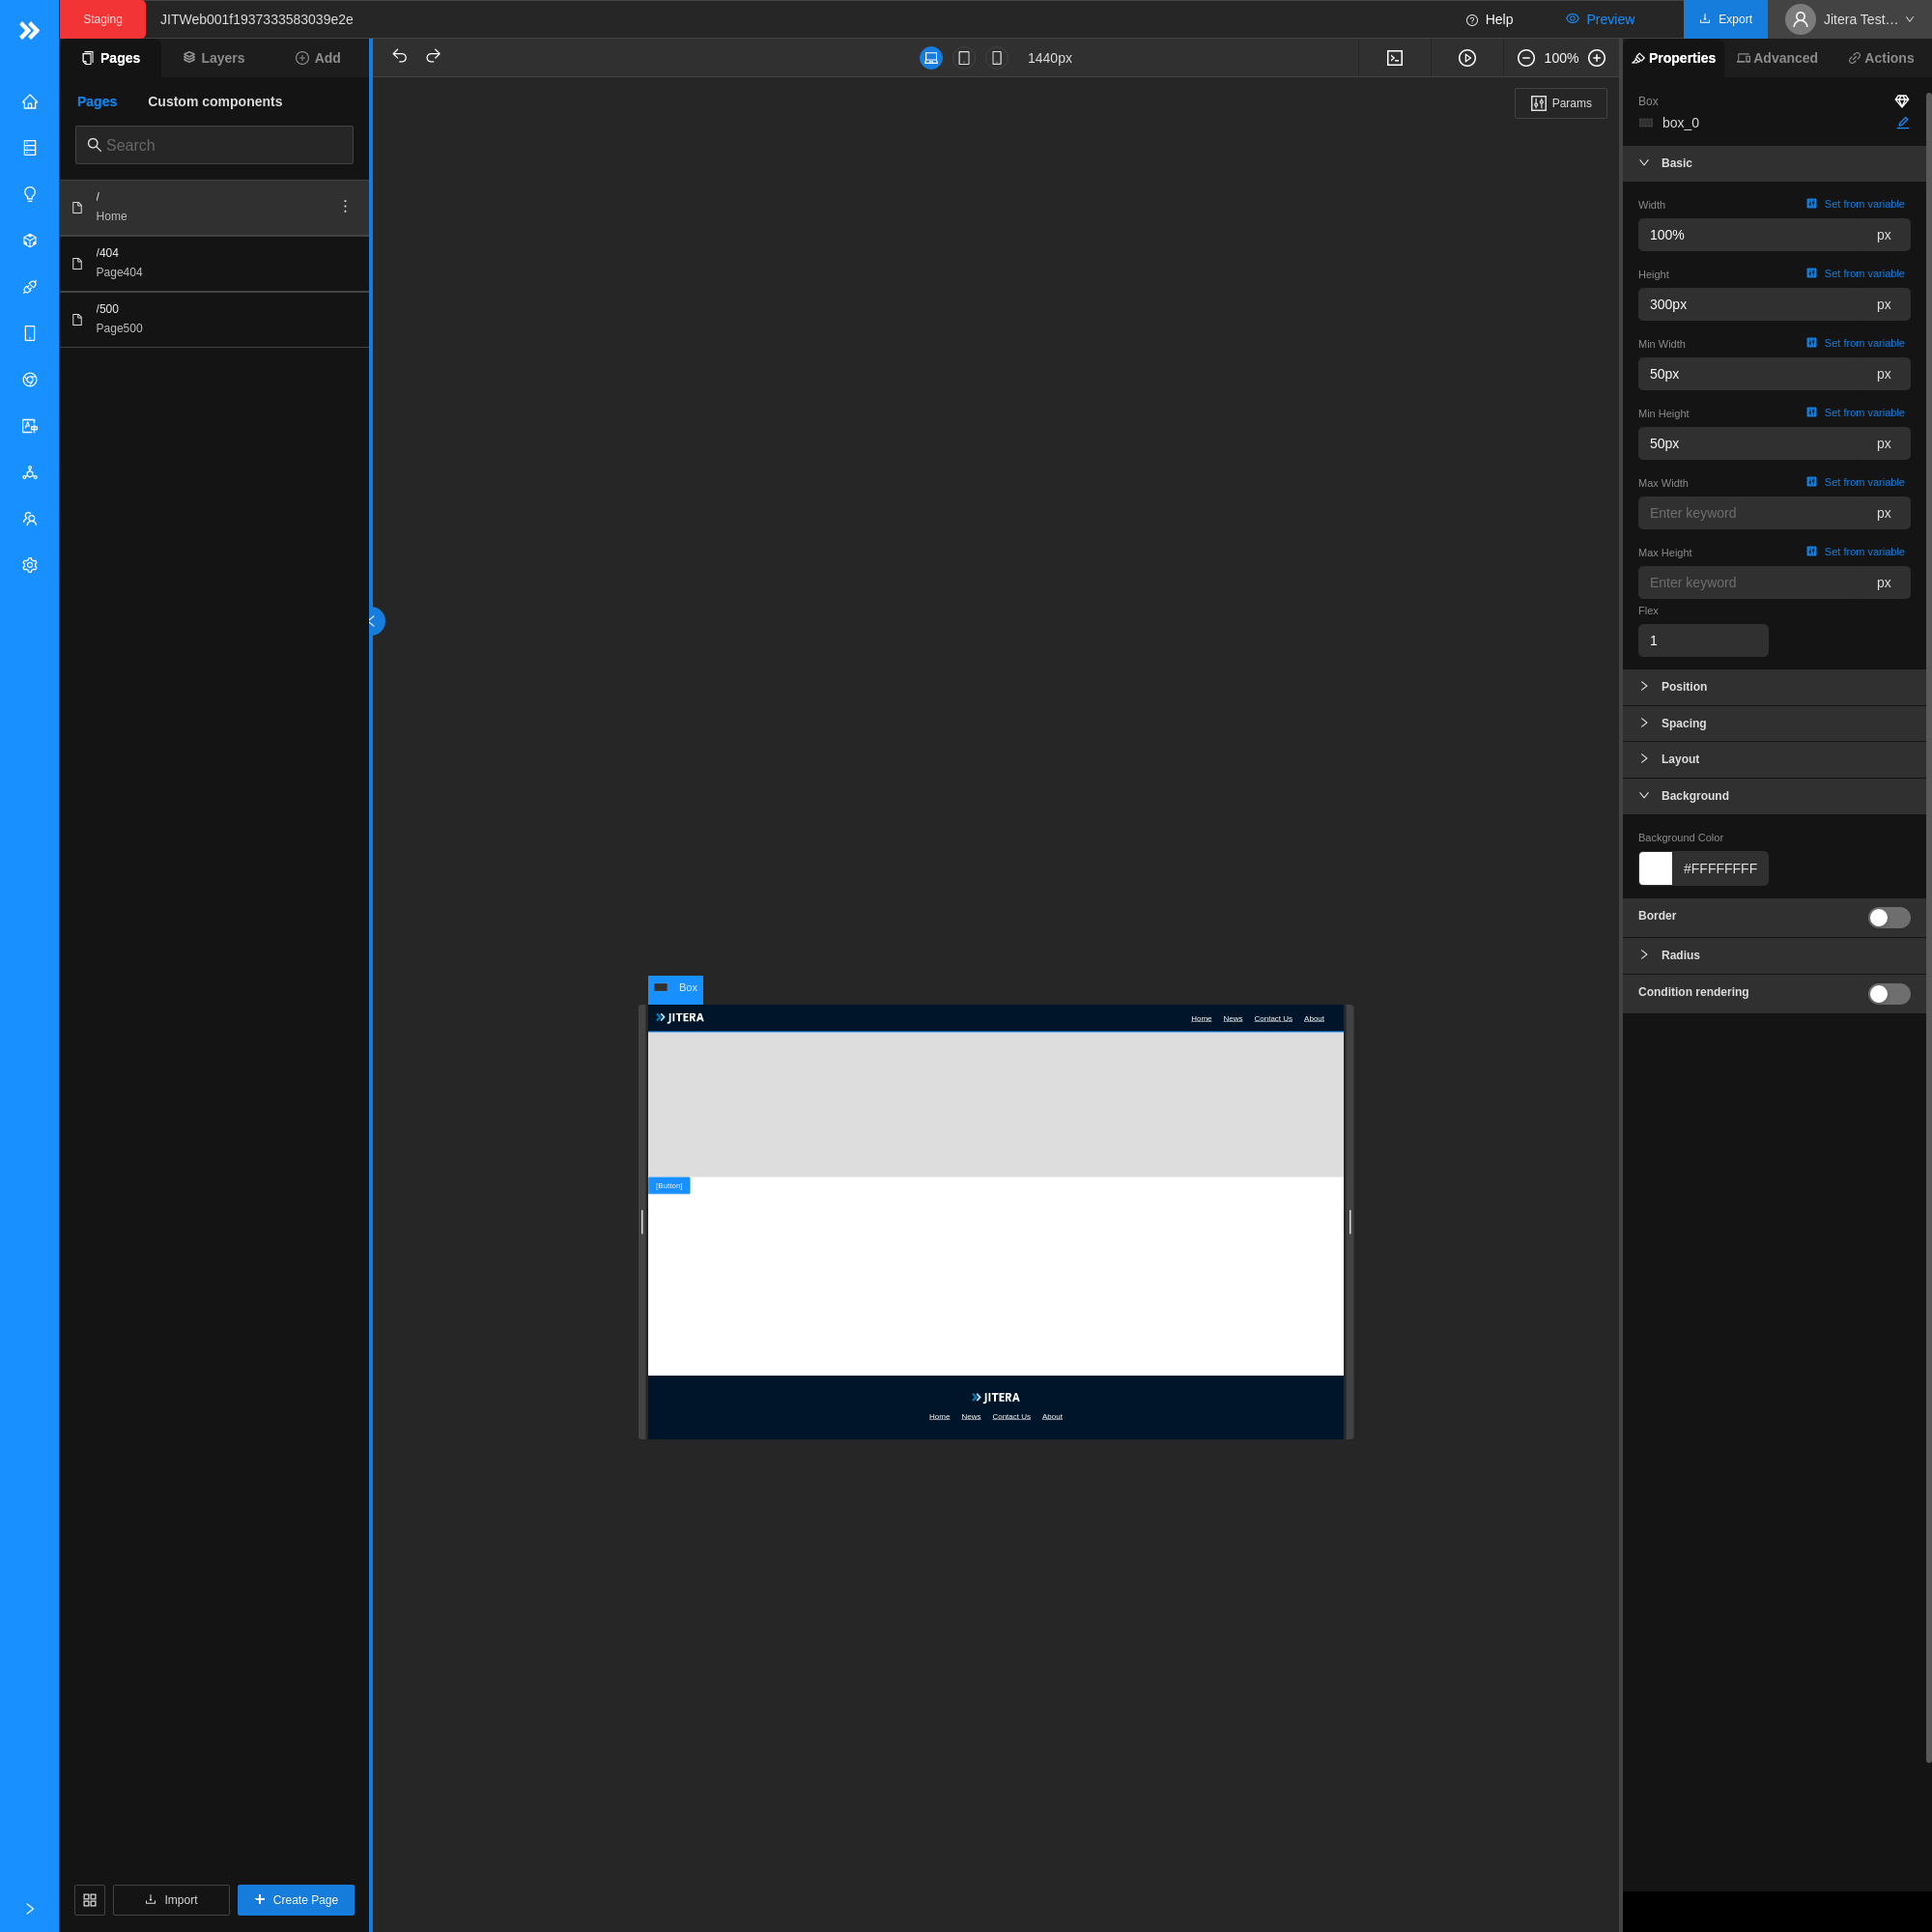 Staging
JITWeb001f1937333583039e2e
Help
Preview
Export
Jitera Test…
Pages
Layers
Add
1440px
100%
Properties
Advanced
Actions
Pages
Custom components
Search
/
Home
/404
Page404
/500
Page500
Import
Create Page
Params
Box
JITERA
Home
News
Contact Us
About
[Button]
JITERA
Home
News
Contact Us
About
Box
box_0
Basic
Width
Set from variable
100%
px
Height
Set from variable
300px
px
Min Width
Set from variable
50px
px
Min Height
Set from variable
50px
px
Max Width
Set from variable
Enter keyword
px
Max Height
Set from variable
Enter keyword
px
Flex
1
Position
Spacing
Layout
Background
Background Color
#FFFFFFFF
Border
Radius
Condition rendering